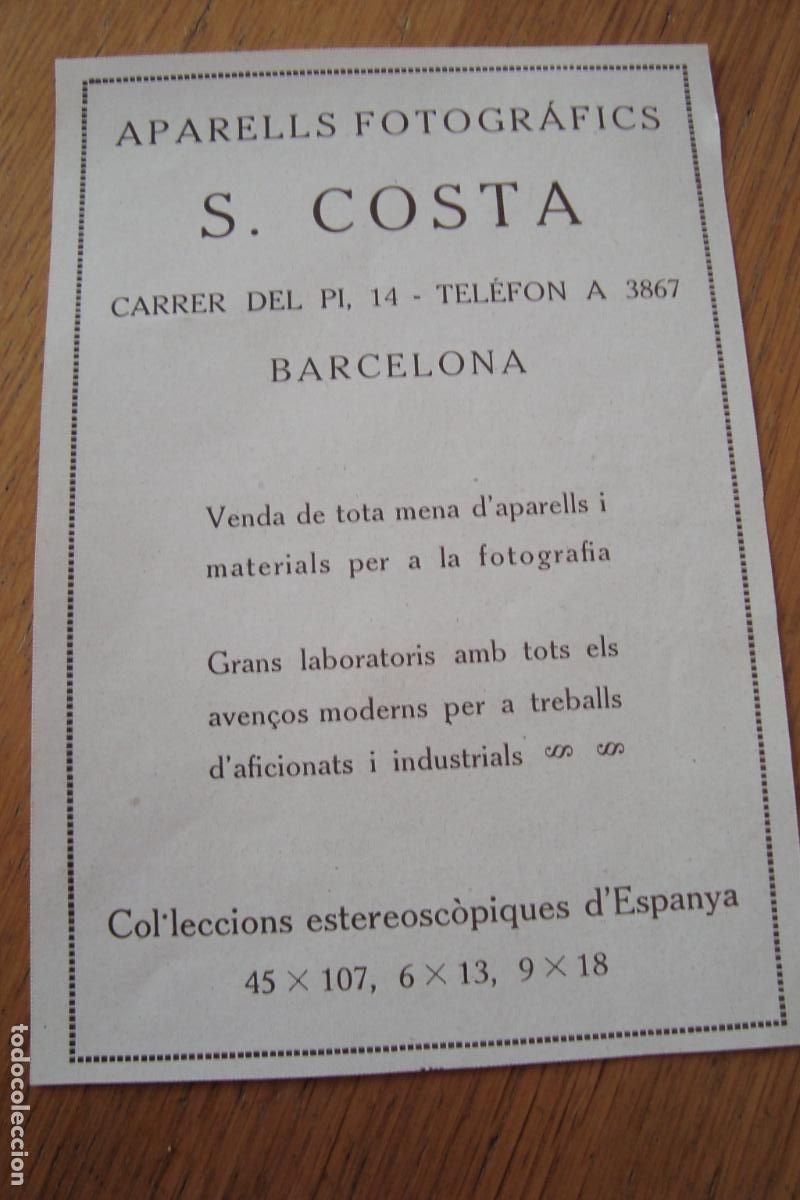 APARELLS FOTOGRÁFICS
S. COSTA
CARRER DEL PI, 14 - TELÉFON A 3867
BARCELONA
Venda de tota mena d'aparells i
materials per a la fotografia
Grans laboratoris amb tots els
avenços moderns per a treballs
d'aficionats i industrials
Col·leccions estereoscòpiques d'Espanya
45 × 107, 6 × 13, 9 × 18
todocoleccion